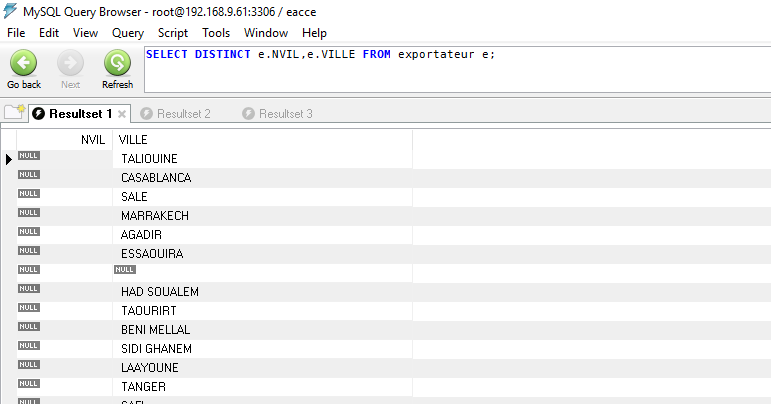 MySQL Query Browser - root@192.168.9.61:3306 / eacce
File Edit View Query Script Tools Window Help
SELECT DISTINCT e.NVIL,e.VILLE FROM exportateur e;
Go back Next Refresh
Resultset 1 Resultset 2 Resultset 3
NVIL VILLE
NULL TALIOUINE
NULL CASABLANCA
NULL SALE
NULL MARRAKECH
NULL AGADIR
NULL ESSAOUIRA
NULL NULL
NULL HAD SOUALEM
NULL TAOURIRT
NULL BENI MELLAL
NULL SIDI GHANEM
NULL LAAYOUNE
NULL TANGER